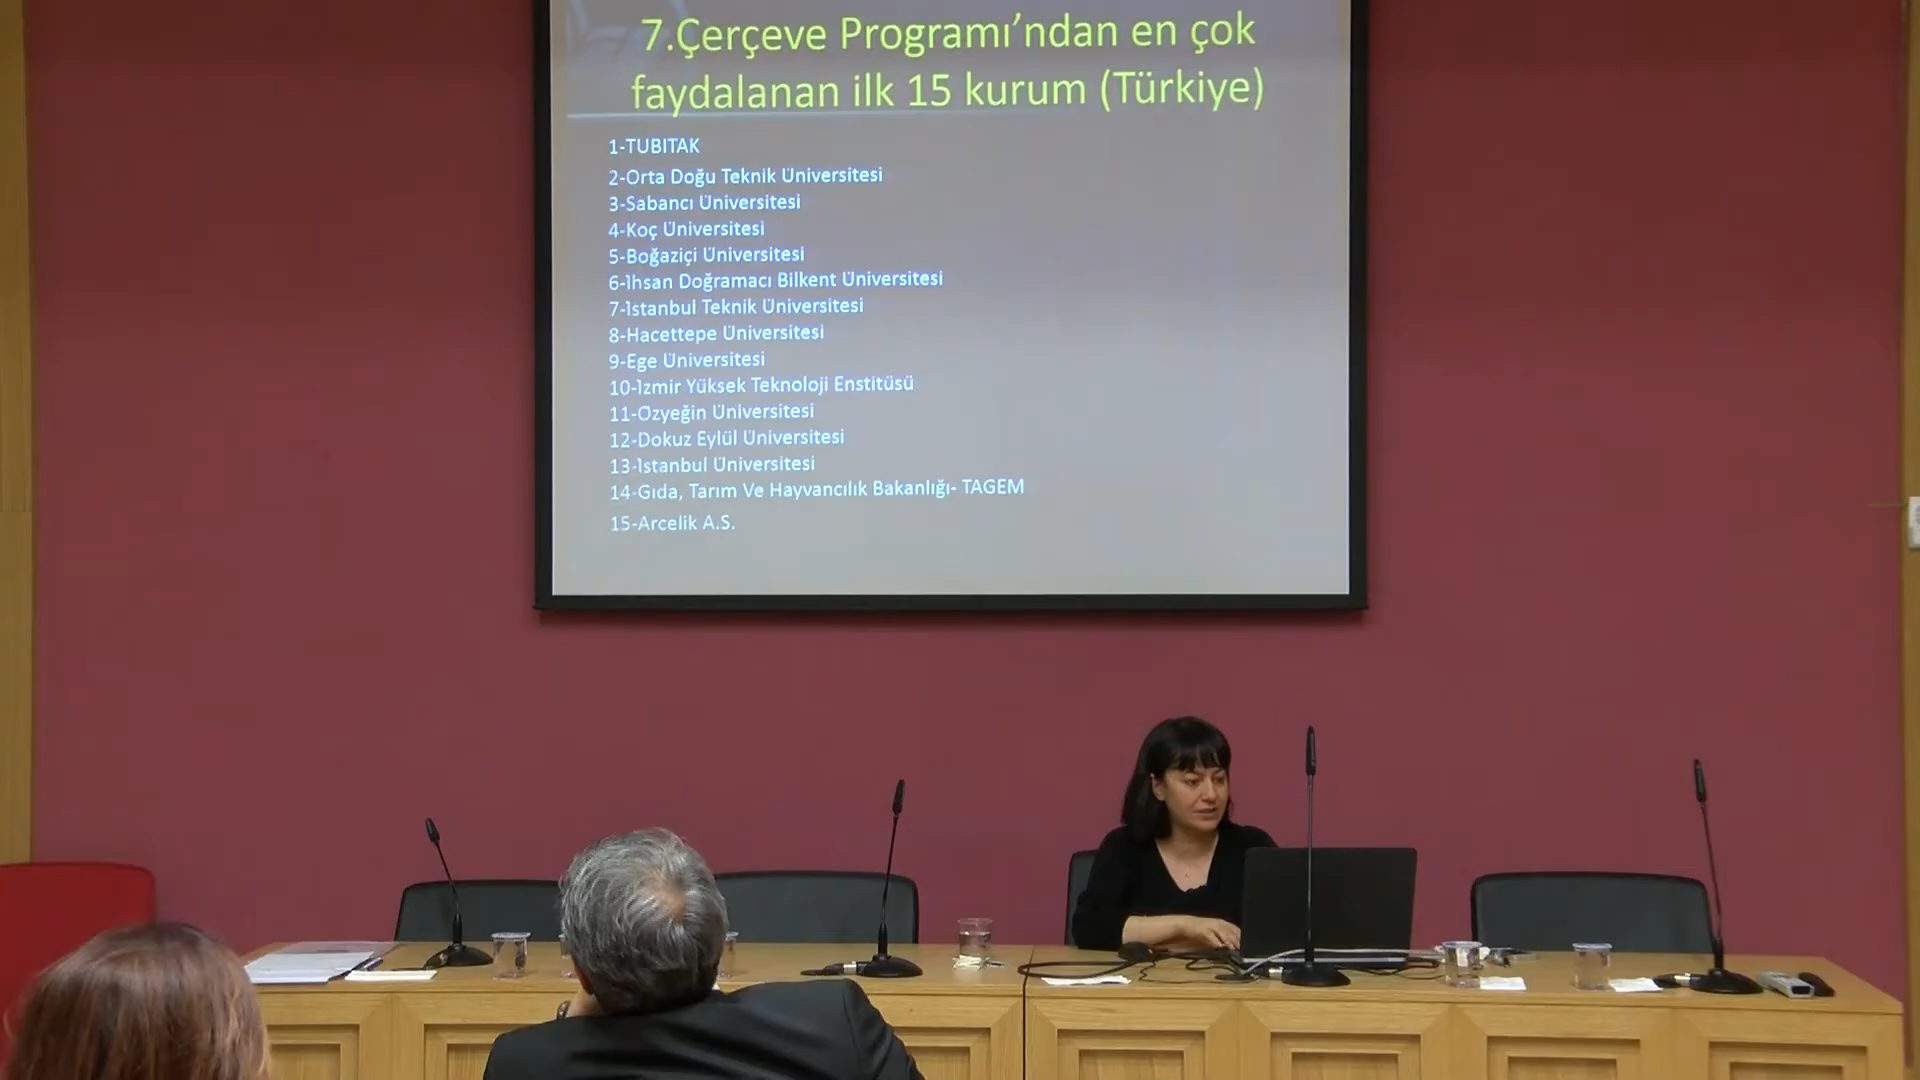 7.Çerçeve Programı’ndan en çok
faydalanan ilk 15 kurum (Türkiye)
1-TUBITAK
2-Orta Doğu Teknik Üniversitesi
3-Sabancı Üniversitesi
4-Koç Üniversitesi
5-Boğaziçi Üniversitesi
6-İhsan Doğramacı Bilkent Üniversitesi
7-İstanbul Teknik Üniversitesi
8-Hacettepe Üniversitesi
9-Ege Üniversitesi
10-İzmir Yüksek Teknoloji Enstitüsü
11-Özyeğin Üniversitesi
12-Dokuz Eylül Üniversitesi
13-İstanbul Üniversitesi
14-Gıda, Tarım Ve Hayvancılık Bakanlığı- TAGEM
15-Arcelik A.S.